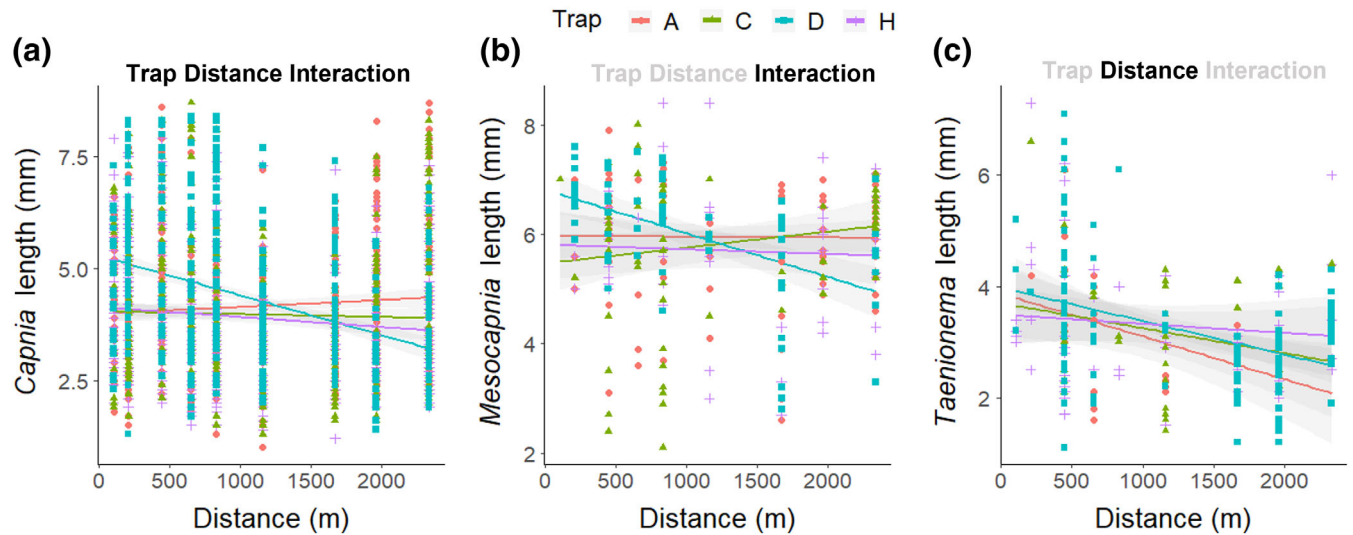 Trap A C D H
(a) (b) (c)
Trap Distance Interaction
Trap Distance Interaction
Trap Distance Interaction
Capnia length (mm)
7.5
5.0
2.5
0 500 1000 1500 2000
Distance (m)
Mesocapnia length (mm)
8
6
4
2
0 500 1000 1500 2000
Distance (m)
Taenionema length (mm)
6
4
2
0 500 1000 1500 2000
Distance (m)